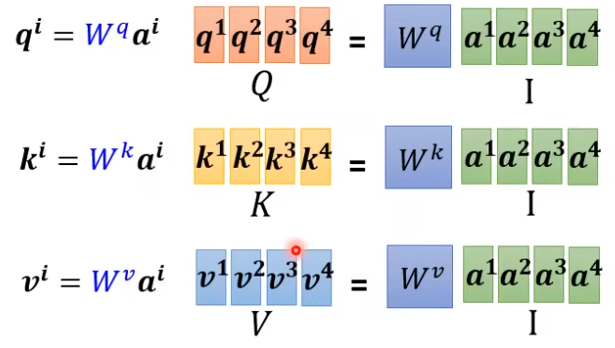 qⁱ = W^q aⁱ   q¹ q² q³ q⁴ = W^q a¹ a² a³ a⁴
Q   I
kⁱ = W^k aⁱ   k¹ k² k³ k⁴ = W^k a¹ a² a³ a⁴
K   I
vⁱ = W^v aⁱ   v¹ v² v³ v⁴ = W^v a¹ a² a³ a⁴
V   I